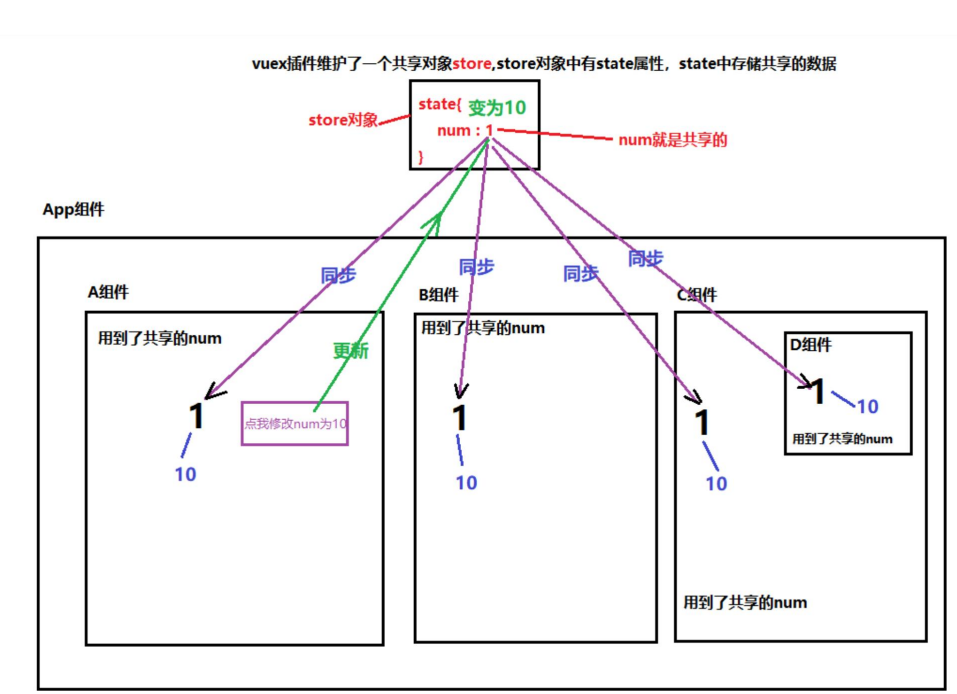 vuex插件维护了一个共享对象store,store对象中有state属性，state中存储共享的数据
state{ 变为10
store对象
num : 1
num就是共享的
}
App组件
同步
同步
同步
同步
A组件
用到了共享的num
更新
1
点我修改num为10
10
B组件
用到了共享的num
1
10
C组件
D组件
1
10
用到了共享的num
1
10
用到了共享的num